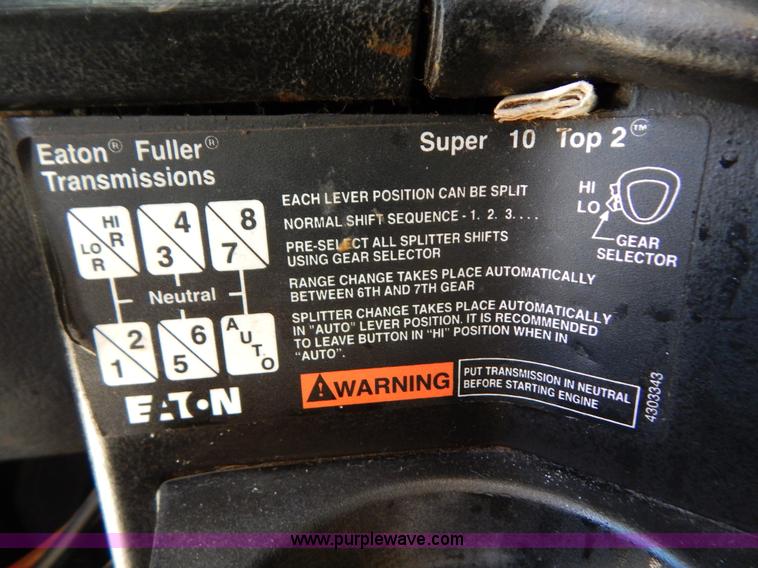 Eaton® Fuller®
Transmissions
Super 10 Top 2™
HI
R
LO
R
4
3
8
7
Neutral
2
1
6
5
AUTO
EATON
EACH LEVER POSITION CAN BE SPLIT
NORMAL SHIFT SEQUENCE - 1. 2. 3. . . .
PRE-SELECT ALL SPLITTER SHIFTS
USING GEAR SELECTOR
RANGE CHANGE TAKES PLACE AUTOMATICALLY
BETWEEN 6TH AND 7TH GEAR
SPLITTER CHANGE TAKES PLACE AUTOMATICALLY
IN "AUTO" LEVER POSITION. IT IS RECOMMENDED
TO LEAVE BUTTON IN "HI" POSITION WHEN IN
"AUTO".
HI
LO
GEAR
SELECTOR
WARNING
PUT TRANSMISSION IN NEUTRAL
BEFORE STARTING ENGINE
4303343
www.purplewave.com